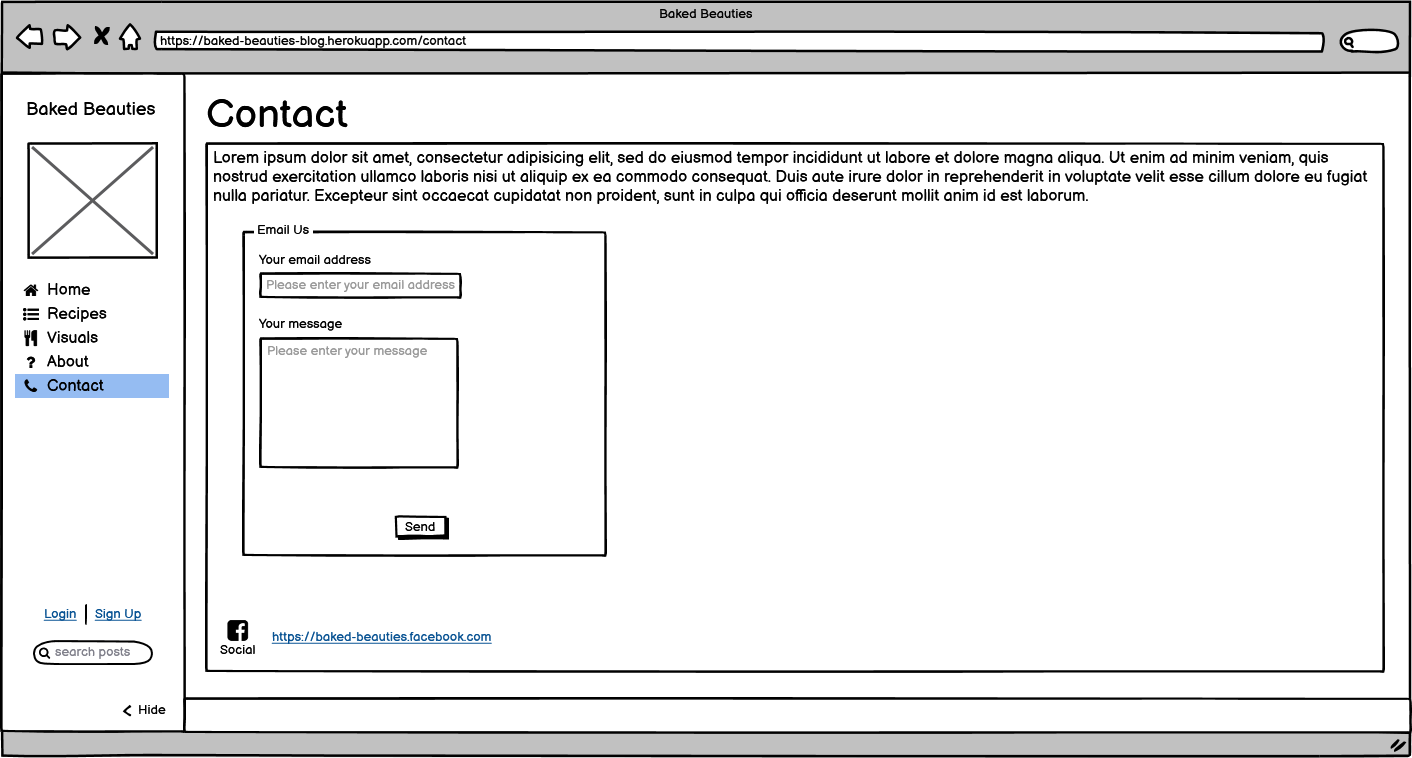 Baked Beauties
https://baked-beauties-blog.herokuapp.com/contact
Baked Beauties
Home
Recipes
Visuals
? About
Contact
Login | Sign Up
search posts
< Hide
Contact
Lorem ipsum dolor sit amet, consectetur adipisicing elit, sed do eiusmod tempor incididunt ut labore et dolore magna aliqua. Ut enim ad minim veniam, quis
nostrud exercitation ullamco laboris nisi ut aliquip ex ea commodo consequat. Duis aute irure dolor in reprehenderit in voluptate velit esse cillum dolore eu fugiat
nulla pariatur. Excepteur sint occaecat cupidatat non proident, sunt in culpa qui officia deserunt mollit anim id est laborum.
Email Us
Your email address
Please enter your email address
Your message
Please enter your message
Send
Social
https://baked-beauties.facebook.com